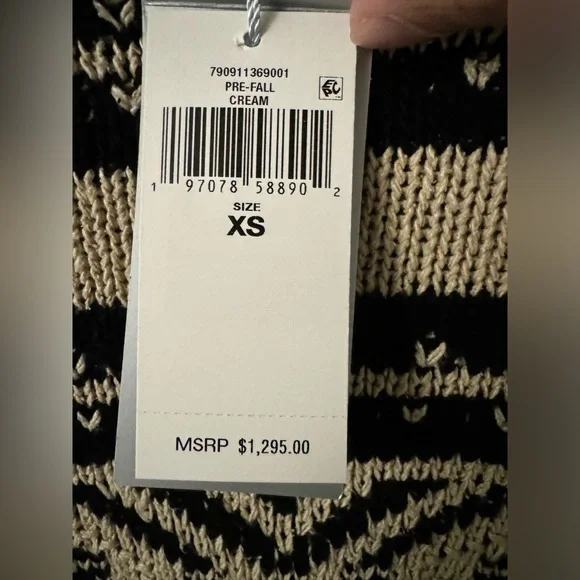 790911369001
PRE-FALL
CREAM
1 97078 58890 2
SIZE
XS
MSRP $1,295.00